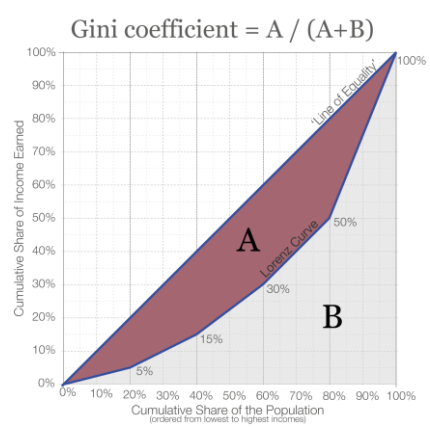 Gini coefficient = A / (A+B)
100%
90%
80%
70%
60%
50%
40%
30%
20%
10%
0%
Cumulative Share of Income Earned
'Line of Equality'
100%
Lorenz Curve
50%
30%
15%
5%
A
B
0% 10% 20% 30% 40% 50% 60% 70% 80% 90% 100%
Cumulative Share of the Population
(ordered from lowest to highest incomes)